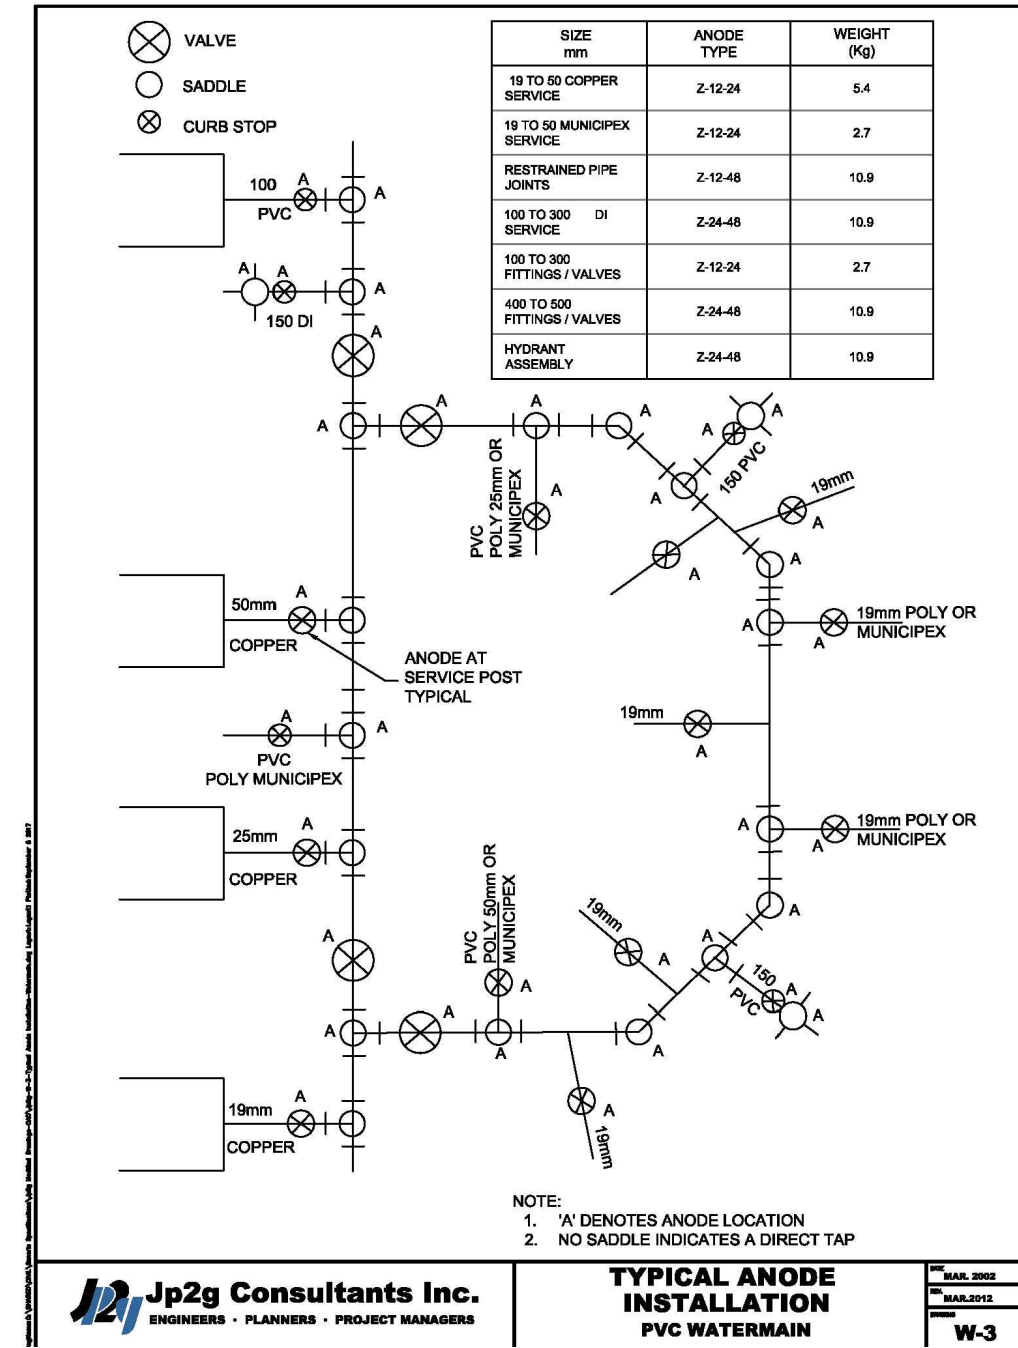 VALVE
SADDLE
CURB STOP
SIZE
mm
ANODE
TYPE
WEIGHT
(Kg)
19 TO 50 COPPER
SERVICE
Z-12-24
5.4
19 TO 50 MUNICIPEX
SERVICE
Z-12-24
2.7
RESTRAINED PIPE
JOINTS
Z-12-48
10.9
100 TO 300 DI
SERVICE
Z-24-48
10.9
100 TO 300
FITTINGS / VALVES
Z-12-24
2.7
400 TO 500
FITTINGS / VALVES
Z-24-48
10.9
HYDRANT
ASSEMBLY
Z-24-48
10.9
100
A
A
PVC
A
A
A
150 DI
A
A
A
A
A
A
A
A
150 PVC
PVC
POLY 25mm OR
MUNICIPEX
A
A
19mm
A
A
A
50mm
A
COPPER
ANODE AT
SERVICE POST
TYPICAL
A
19mm POLY OR
MUNICIPEX
A
19mm
A
A
A
PVC
POLY MUNICIPEX
25mm
A
COPPER
A
19mm POLY OR
MUNICIPEX
A
PVC
POLY 50mm OR
MUNICIPEX
19mm
A
A
A
A
A
150
PVC
A
A
A
A
A
A
A
19mm
A
COPPER
A
19mm
NOTE:
1. 'A' DENOTES ANODE LOCATION
2. NO SADDLE INDICATES A DIRECT TAP
Jp2g
Jp2g Consultants Inc.
ENGINEERS · PLANNERS · PROJECT MANAGERS
TYPICAL ANODE
INSTALLATION
PVC WATERMAIN
MAR. 2002
MAR.2012
W-3